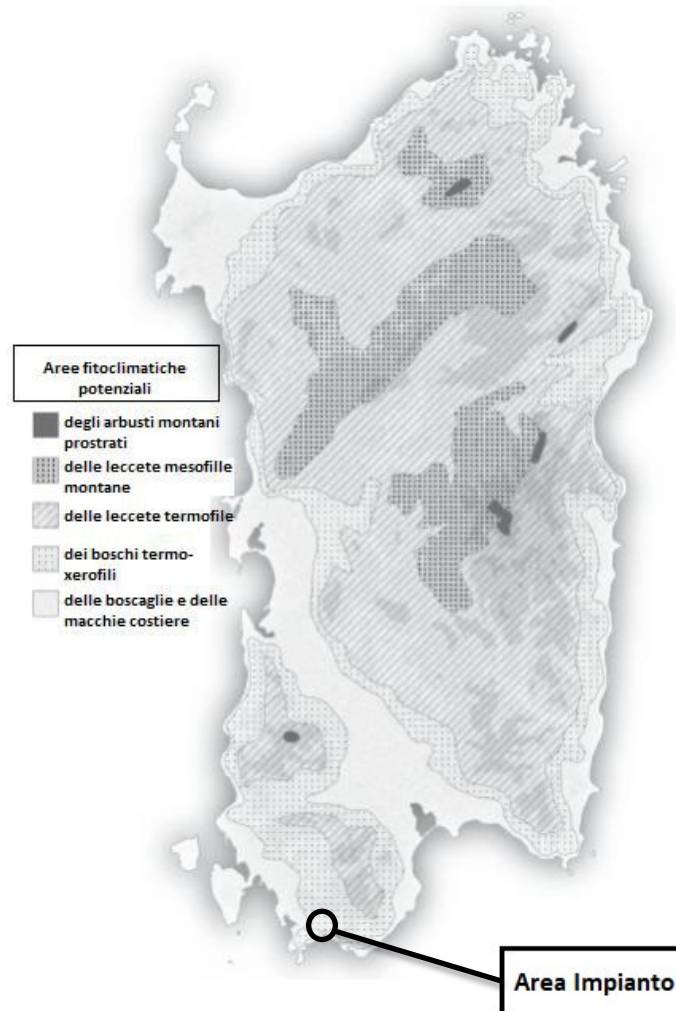 Aree fitoclimatiche
potenziali
degli arbusti montani
prostrati
delle leccete mesofille
montane
delle leccete termofile
dei boschi termo-
xerofili
delle boscaglie e delle
macchie costiere
Area Impianto